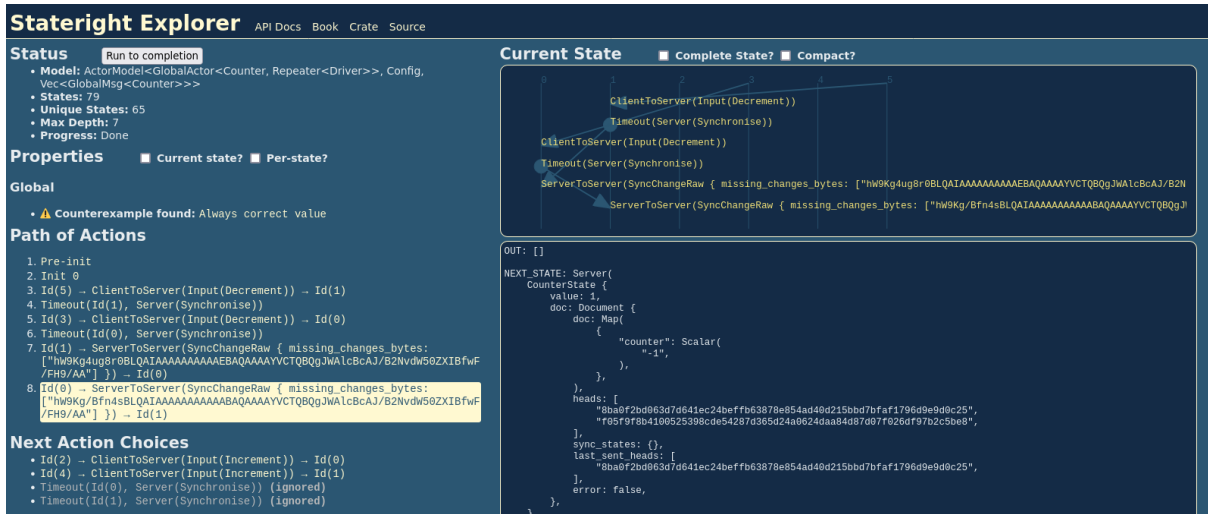 Stateright Explorer API Docs Book Crate Source
Status Run to completion
• Model: ActorModel<GlobalActor<Counter, Repeater<Driver>>, Config,
Vec<GlobalMsg<Counter>>>
• States: 79
• Unique States: 65
• Max Depth: 7
• Progress: Done
Properties Current state? Per-state?
Global
• ⚠ Counterexample found: Always correct value
Path of Actions
1. Pre-init
2. Init 0
3. Id(5) → ClientToServer(Input(Decrement)) → Id(1)
4. Timeout(Id(1), Server(Synchronise))
5. Id(3) → ClientToServer(Input(Decrement)) → Id(0)
6. Timeout(Id(0), Server(Synchronise))
7. Id(1) → ServerToServer(SyncChangeRaw { missing_changes_bytes:
["hW9Kg4ug8r0BLQAIAAAAAAAAAAEBAQAAAAYVCTQBQgJWAlcBcAJ/B2NvdW50ZXIBfwF
/FH9/AA"] }) → Id(0)
8. Id(0) → ServerToServer(SyncChangeRaw { missing_changes_bytes:
["hW9Kg/Bfn4sBLQAIAAAAAAAAAAABAQAAAAYVCTQBQgJWAlcBcAJ/B2NvdW50ZXIBfwF
/FH9/AA"] }) → Id(1)
Next Action Choices
• Id(2) → ClientToServer(Input(Increment)) → Id(0)
• Id(4) → ClientToServer(Input(Increment)) → Id(1)
• Timeout(Id(0), Server(Synchronise)) (ignored)
• Timeout(Id(1), Server(Synchronise)) (ignored)
Current State Complete State? Compact?
0 1 2 3 4 5
ClientToServer(Input(Decrement))
Timeout(Server(Synchronise))
ClientToServer(Input(Decrement))
Timeout(Server(Synchronise))
ServerToServer(SyncChangeRaw { missing_changes_bytes: ["hW9Kg4ug8r0BLQAIAAAAAAAAAAEBAQAAAAYVCTQBQgJWAlcBcAJ/B2N
ServerToServer(SyncChangeRaw { missing_changes_bytes: ["hW9Kg/Bfn4sBLQAIAAAAAAAAAAABAQAAAAYVCTQBQgJ
OUT: []
NEXT_STATE: Server(
CounterState {
value: 1,
doc: Document {
doc: Map(
{
"counter": Scalar(
"-1",
),
},
),
heads: [
"8ba0f2bd063d7d641ec24beffb63878e854ad40d215bbd7bfaf1796d9e9d0c25",
"f05f9f8b4100525398cde54287d365d24a0624daa84d87d07f026df97b2c5be8",
],
sync_states: {},
last_sent_heads: [
"8ba0f2bd063d7d641ec24beffb63878e854ad40d215bbd7bfaf1796d9e9d0c25",
],
error: false,
},
}